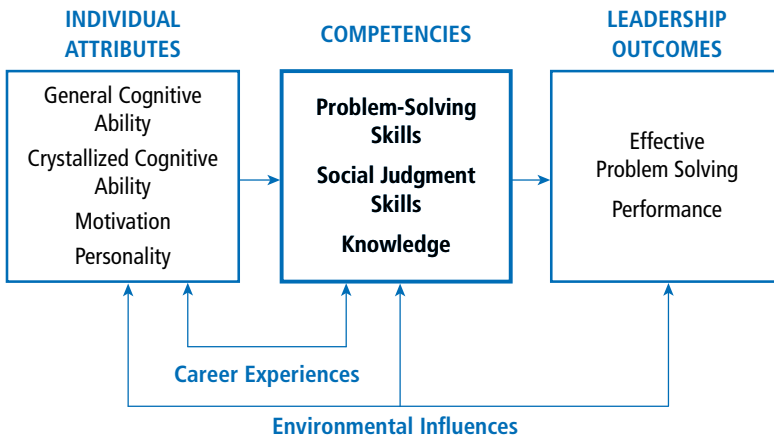 INDIVIDUAL
ATTRIBUTES
General Cognitive
Ability
Crystallized Cognitive
Ability
Motivation
Personality
COMPETENCIES
Problem-Solving
Skills
Social Judgment
Skills
Knowledge
LEADERSHIP
OUTCOMES
Effective
Problem Solving
Performance
Career Experiences
Environmental Influences